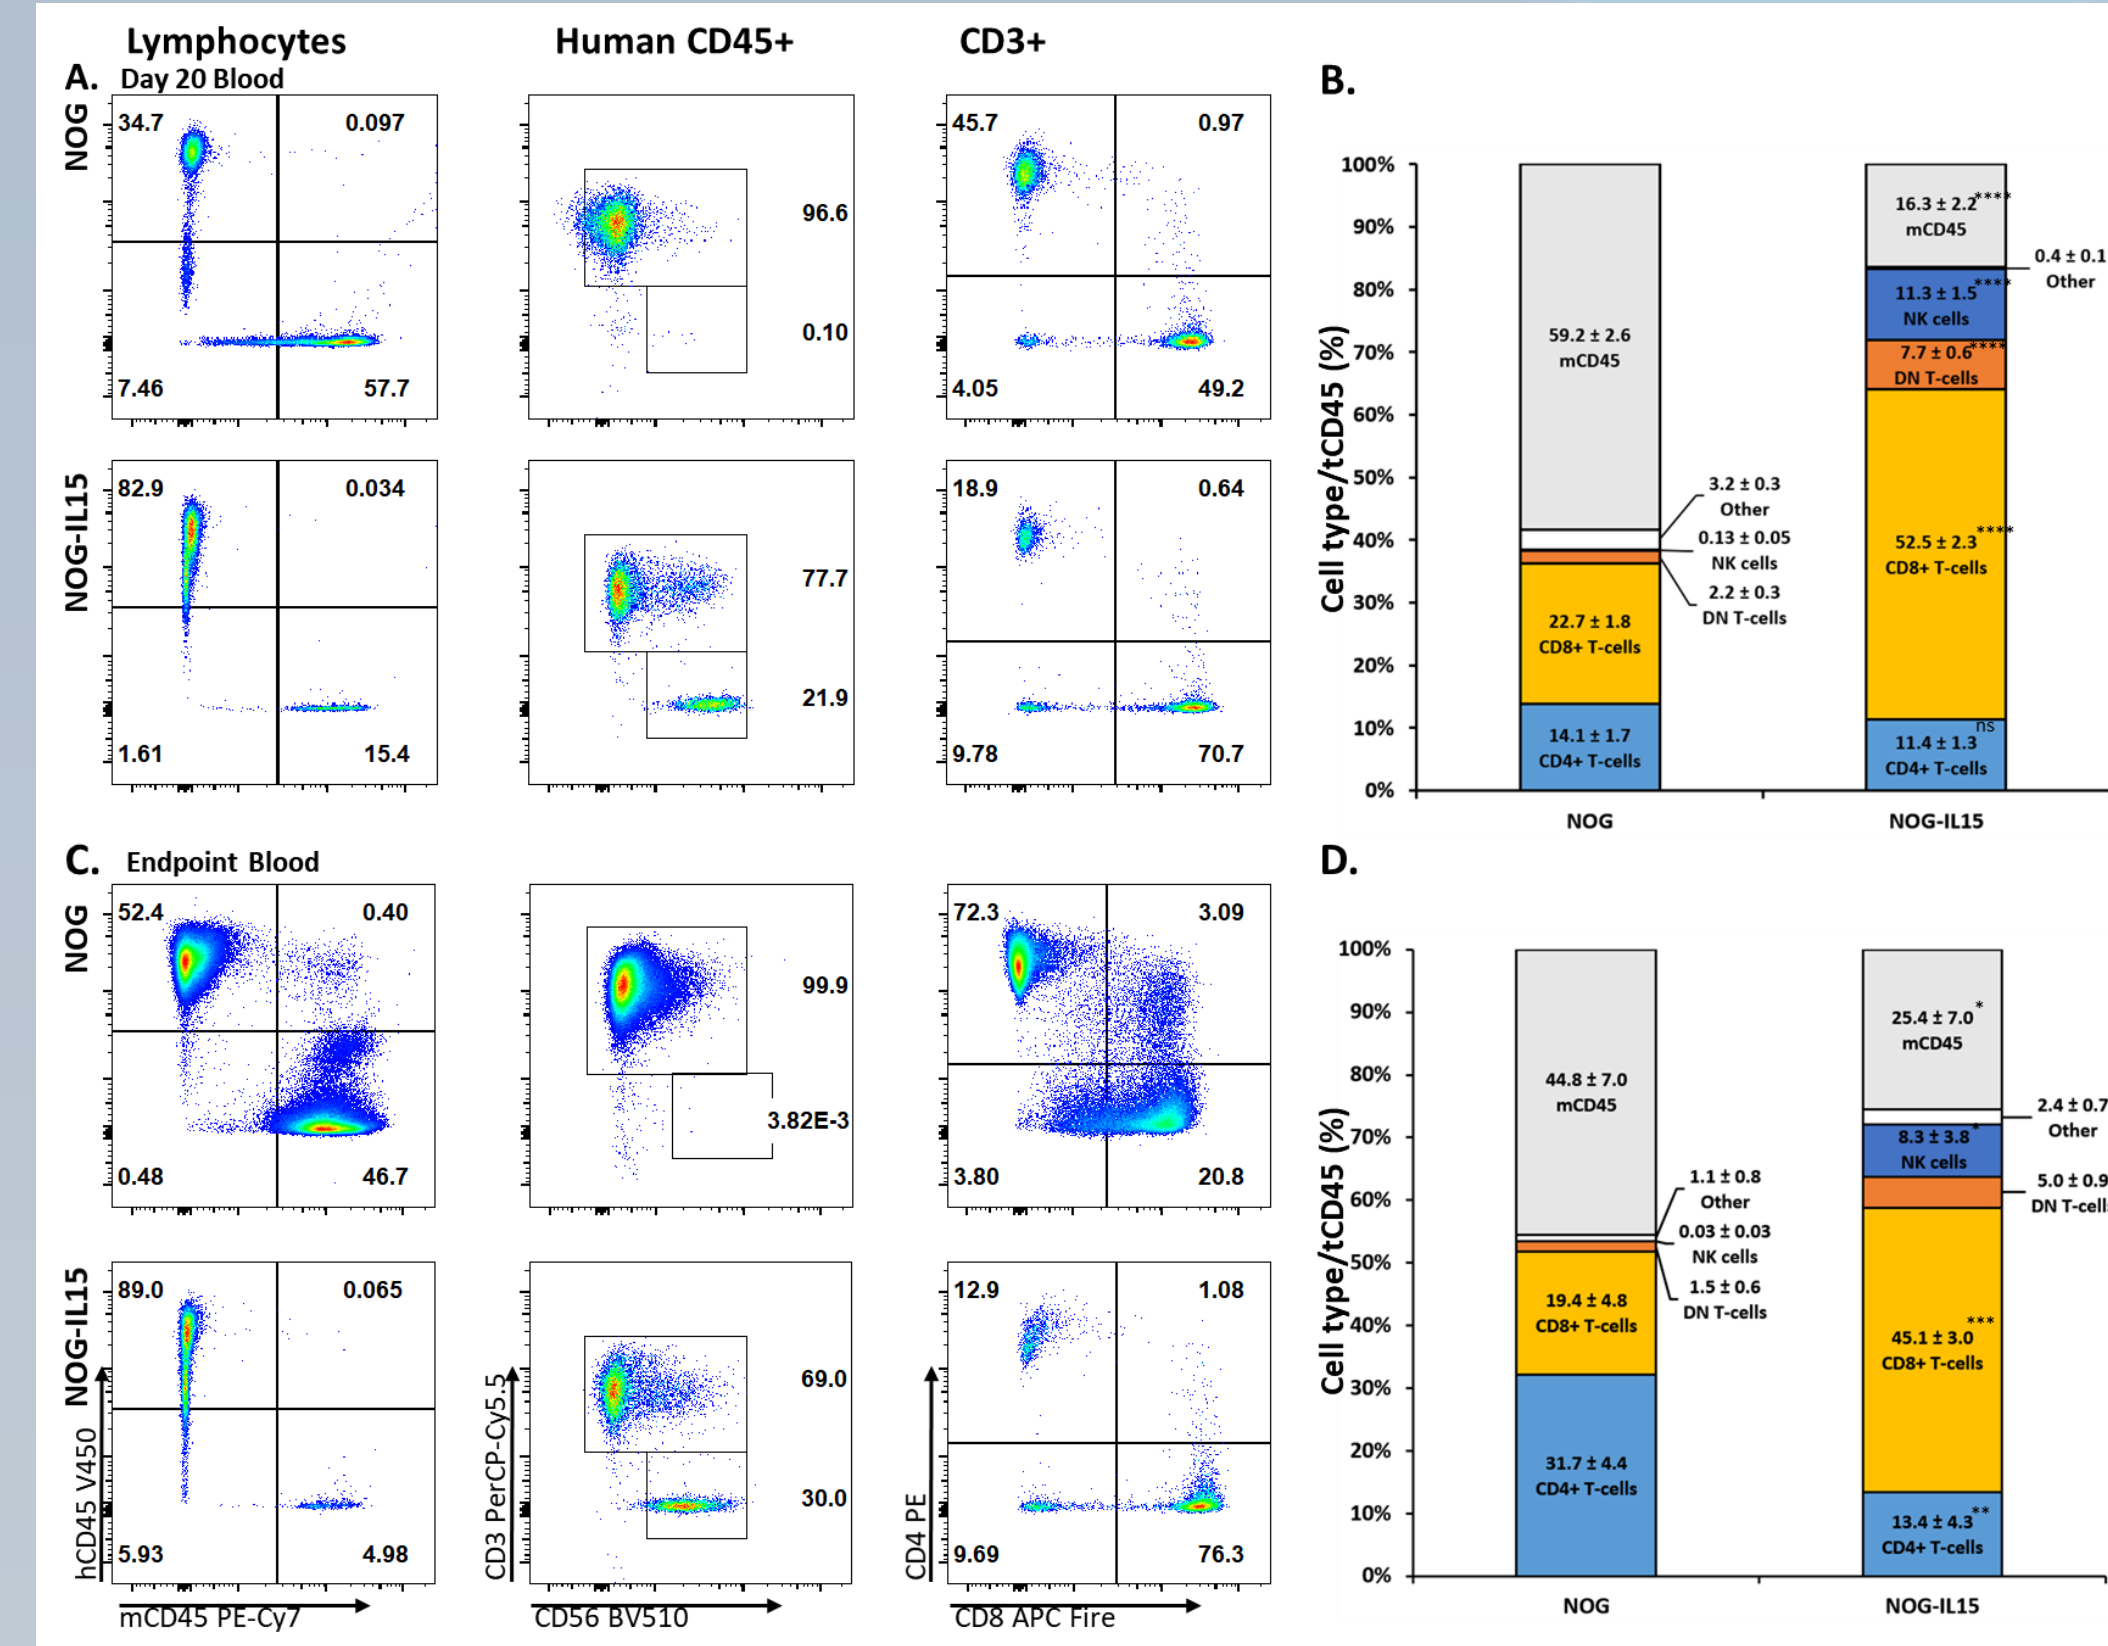 Lymphocytes
Human CD45+
CD3+
A.
Day 20 Blood
NOG
34.7
0.097
7.46
57.7
96.6
0.10
45.7
0.97
4.05
49.2
NOG-IL15
82.9
0.034
1.61
15.4
77.7
21.9
18.9
0.64
9.78
70.7
B.
Cell type/tCD45 (%)
100%
90%
80%
70%
60%
50%
40%
30%
20%
10%
0%
59.2 ± 2.6
mCD45
3.2 ± 0.3
Other
0.13 ± 0.05
NK cells
2.2 ± 0.3
DN T-cells
22.7 ± 1.8
CD8+ T-cells
14.1 ± 1.7
CD4+ T-cells
16.3 ± 2.2****
mCD45
0.4 ± 0.1
Other
11.3 ± 1.5****
NK cells
7.7 ± 0.6****
DN T-cells
52.5 ± 2.3****
CD8+ T-cells
ns
11.4 ± 1.3
CD4+ T-cells
NOG
NOG-IL15
C.
Endpoint Blood
NOG
52.4
0.40
0.48
46.7
99.9
3.82E-3
72.3
3.09
3.80
20.8
NOG-IL15
89.0
0.065
5.93
4.98
69.0
30.0
12.9
1.08
9.69
76.3
hCD45 V450
mCD45 PE-Cy7
CD3 PerCP-Cy5.5
CD56 BV510
CD4 PE
CD8 APC Fire
D.
Cell type/tCD45 (%)
100%
90%
80%
70%
60%
50%
40%
30%
20%
10%
0%
44.8 ± 7.0
mCD45
1.1 ± 0.8
Other
0.03 ± 0.03
NK cells
1.5 ± 0.6
DN T-cells
19.4 ± 4.8
CD8+ T-cells
31.7 ± 4.4
CD4+ T-cells
25.4 ± 7.0*
mCD45
2.4 ± 0.7
Other
8.3 ± 3.8*
NK cells
5.0 ± 0.9
DN T-cell
***
45.1 ± 3.0
CD8+ T-cells
13.4 ± 4.3**
CD4+ T-cells
NOG
NOG-IL15